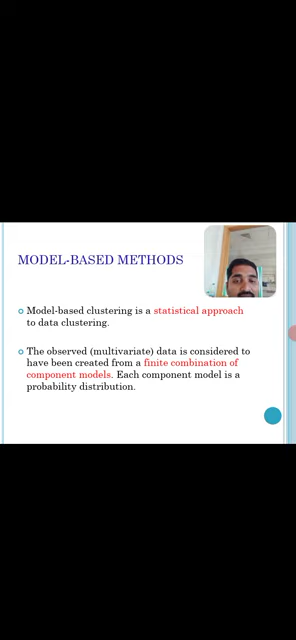 MODEL-BASED METHODS
Model-based clustering is a statistical approach
to data clustering.
The observed (multivariate) data is considered to
have been created from a finite combination of
component models. Each component model is a
probability distribution.